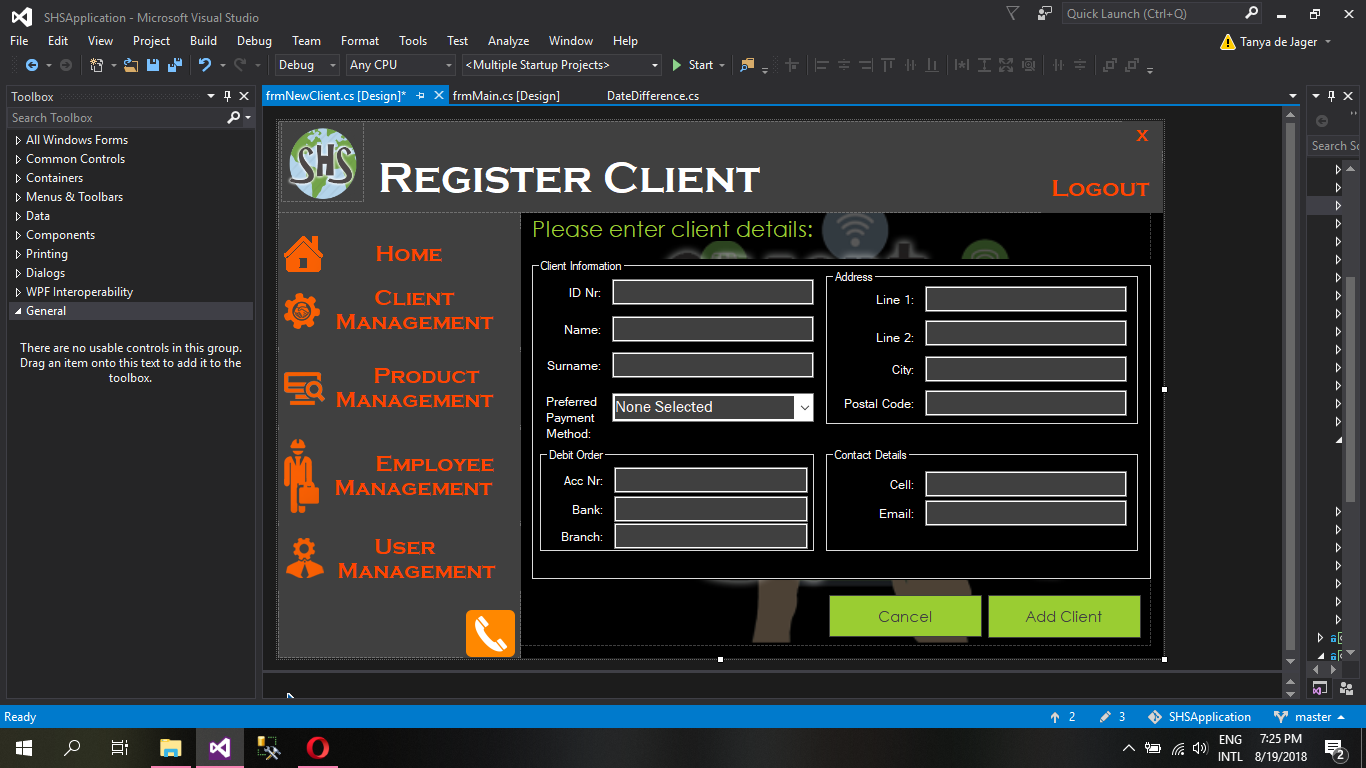 SHSApplication - Microsoft Visual Studio
Quick Launch (Ctrl+Q)
File Edit View Project Build Debug Team Format Tools Test Analyze Window Help
Tanya de Jager
Debug Any CPU <Multiple Startup Projects> Start
Toolbox
frmNewClient.cs [Design]* frmMain.cs [Design] DateDifference.cs
Search Toolbox
All Windows Forms
Common Controls
Containers
Menus & Toolbars
Data
Components
Printing
Dialogs
WPF Interoperability
General
There are no usable controls in this group.
Drag an item onto this text to add it to the
toolbox.
SHS
Register Client
X
Logout
Home
Client
Management
Product
Management
Employee
Management
User
Management
Please enter client details:
Client Information
ID Nr:
Name:
Surname:
Preferred
Payment
Method:
None Selected
Debit Order
Acc Nr:
Bank:
Branch:
Address
Line 1:
Line 2:
City:
Postal Code:
Contact Details
Cell:
Email:
Cancel
Add Client
Search So
Ready
2 3 SHSApplication master
ENG
INTL
7:25 PM
8/19/2018
2